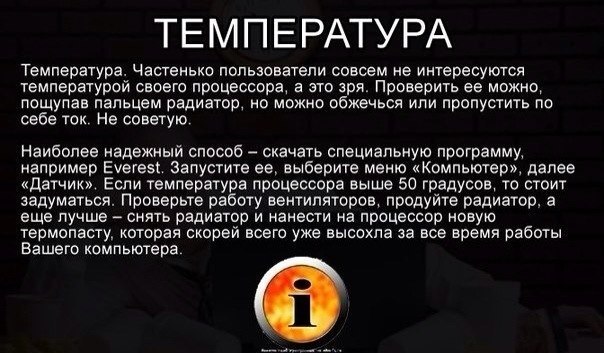 ТЕМПЕРАТУРА
Температура. Частенько пользователи совсем не интересуются
температурой своего процессора, а это зря. Проверить ее можно,
пощупав пальцем радиатор, но можно обжечься или пропустить по
себе ток. Не советую.
Наиболее надежный способ – скачать специальную программу,
например Everest. Запустите ее, выберите меню «Компьютер», далее
«Датчик». Если температура процессора выше 50 градусов, то стоит
задуматься. Проверьте работу вентиляторов, продуйте радиатор, а
еще лучше – снять радиатор и нанести на процессор новую
термопасту, которая скорей всего уже высохла за все время работы
Вашего компьютера.
i